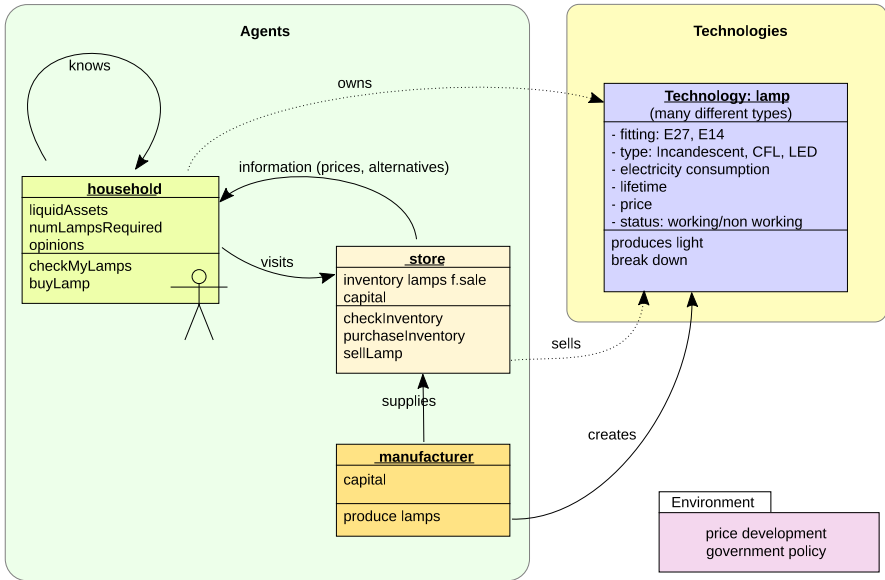 Agents
Technologies
knows
owns
Technology: lamp
(many different types)
- fitting: E27, E14
- type: Incandescent, CFL, LED
- electricity consumption
- lifetime
- price
- status: working/non working
produces light
break down
information (prices, alternatives)
household
liquidAssets
numLampsRequired
opinions
checkMyLamps
buyLamp
visits
store
inventory lamps f.sale
capital
checkInventory
purchaseInventory
sellLamp
sells
supplies
manufacturer
capital
produce lamps
creates
Environment
price development
government policy